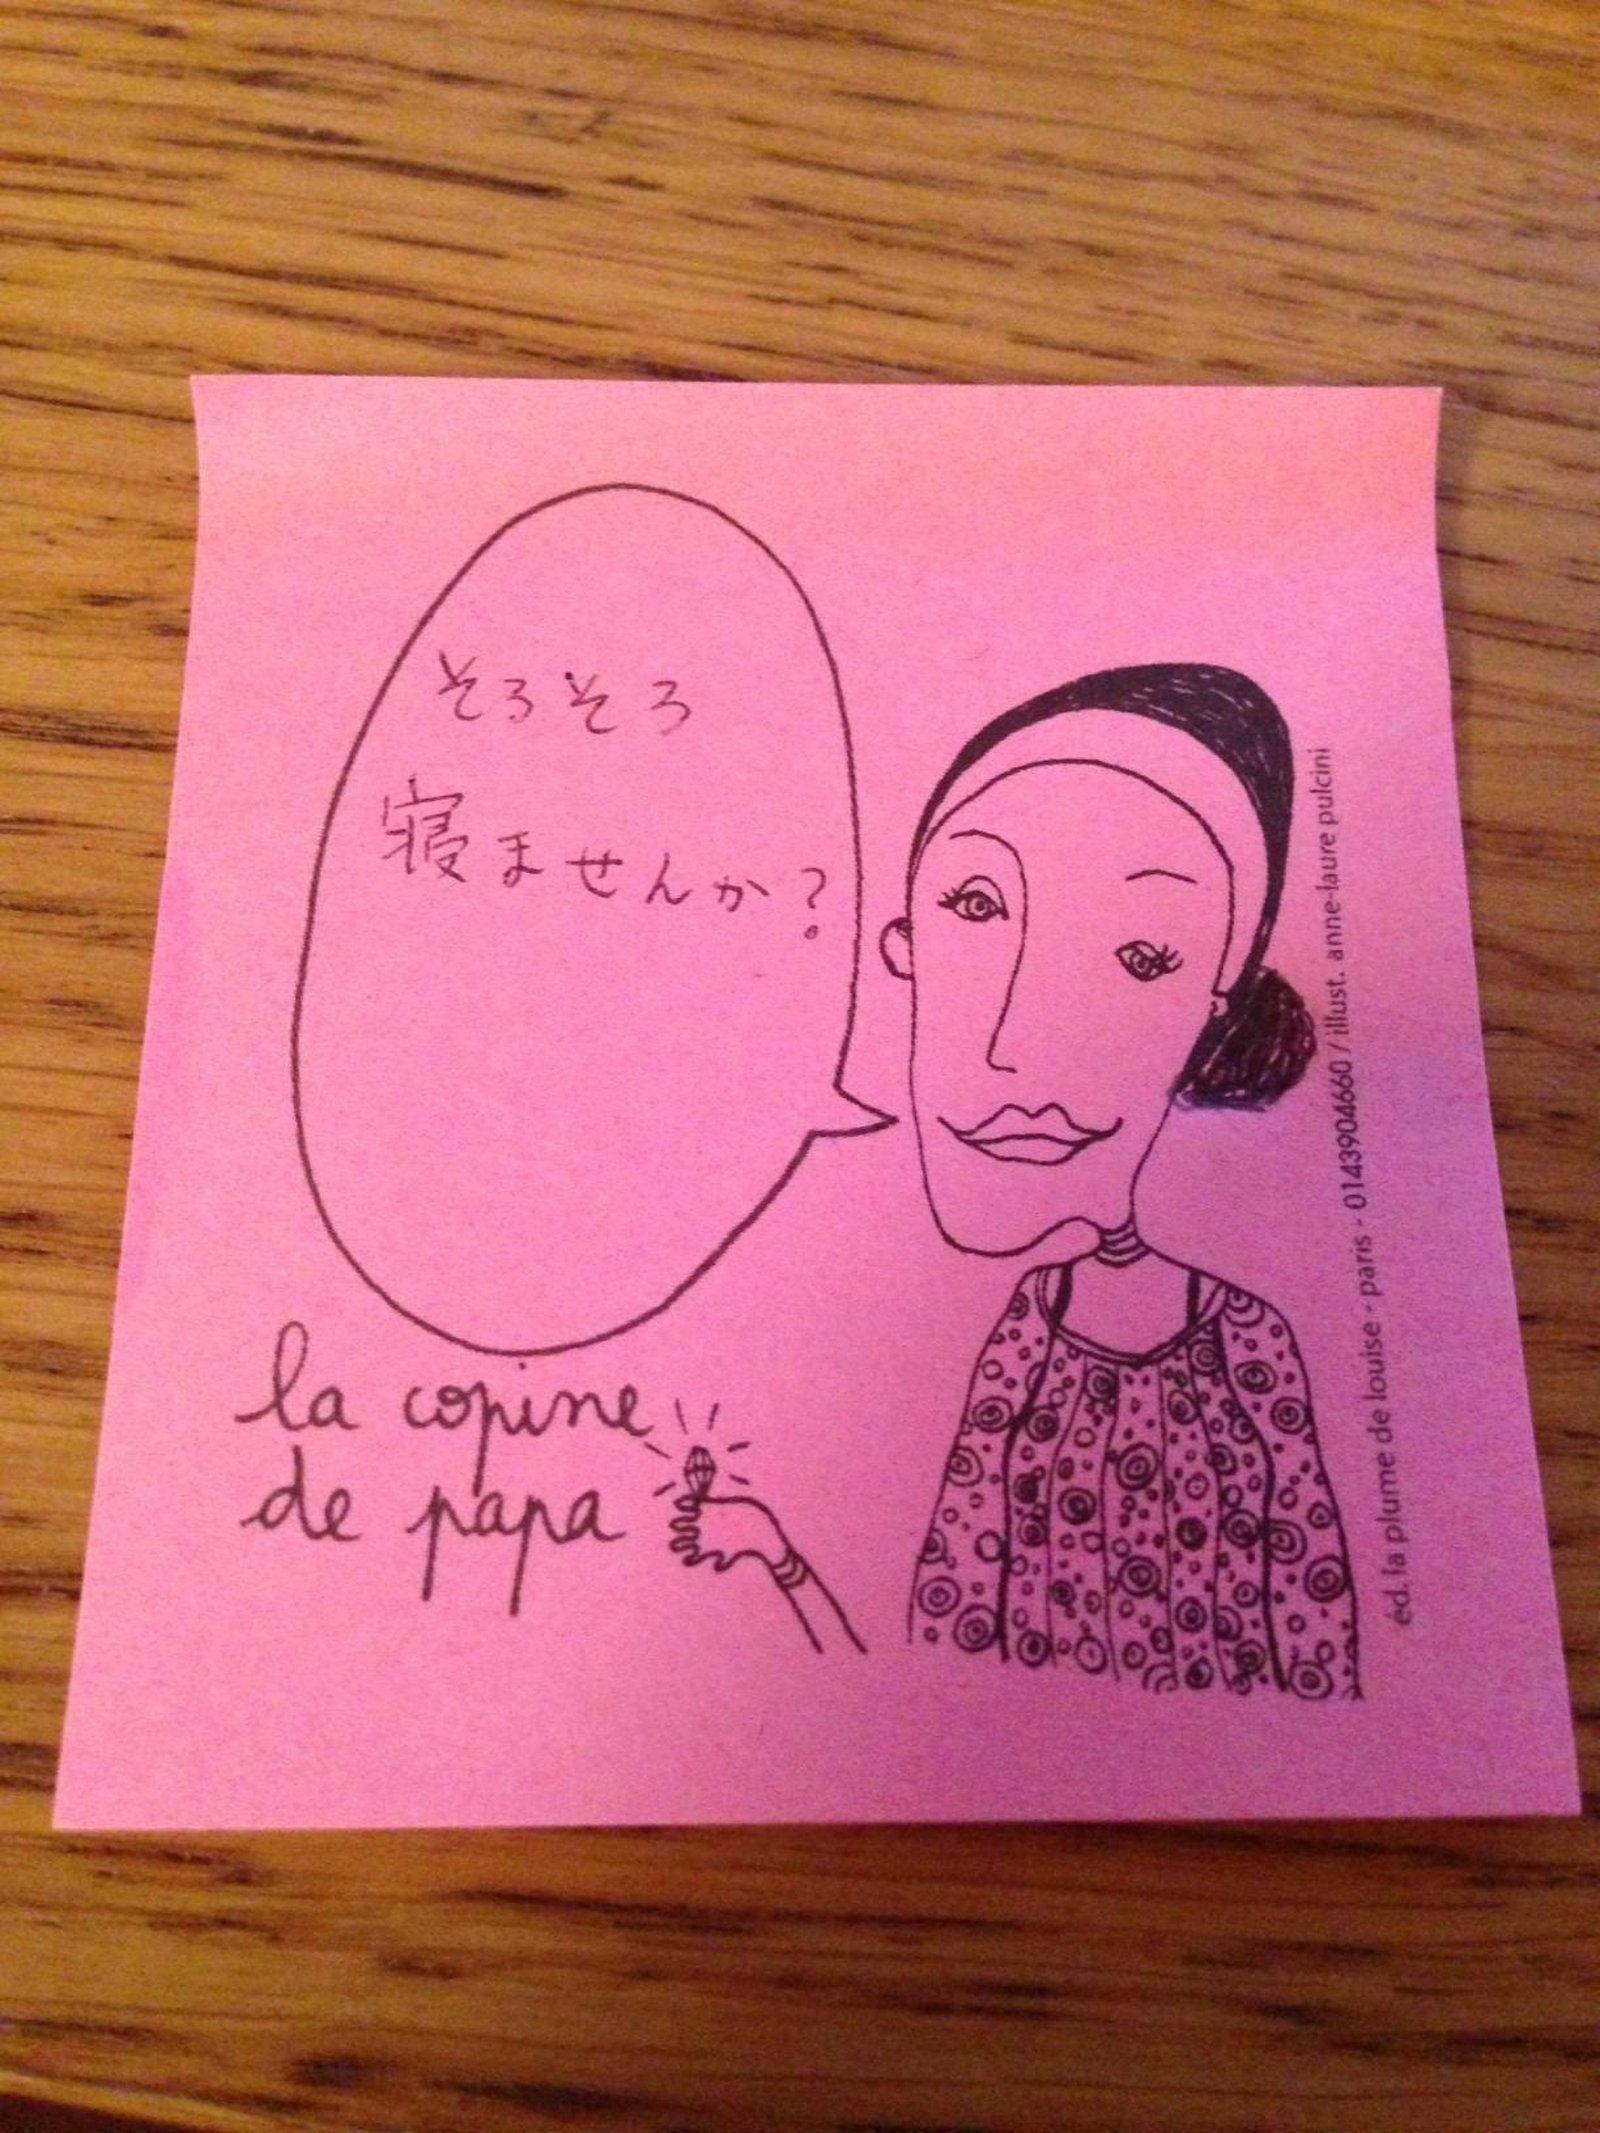 そろそろ
寝ませんか?
la copine
de papa
éd. la plume de louise - paris - 0143904660 / illust. anne-laure pulcini